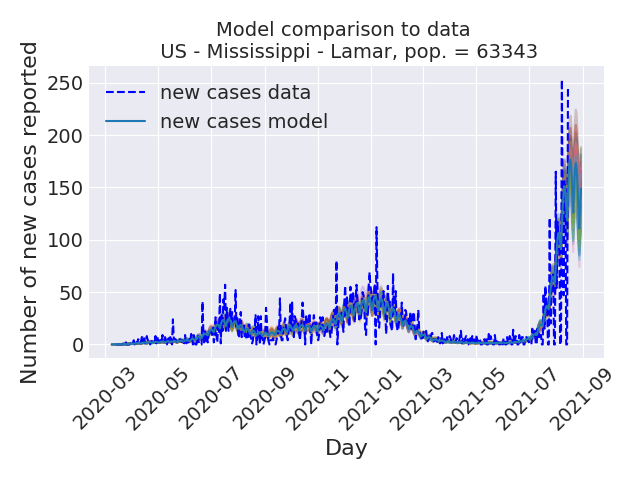 Model comparison to data
US - Mississippi - Lamar, pop. = 63343
Number of new cases reported
250
200
150
100
50
0
new cases data
new cases model
2020-03
2020-05
2020-07
2020-09
2020-11
2021-01
2021-03
2021-05
2021-07
2021-09
Day